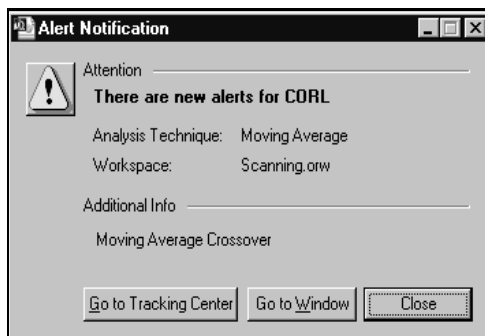 Alert Notification
Attention
There are new alerts for CORL
Analysis Technique: Moving Average
Workspace: Scanning.orw
Additional Info
Moving Average Crossover
Go to Tracking Center Go to Window Close